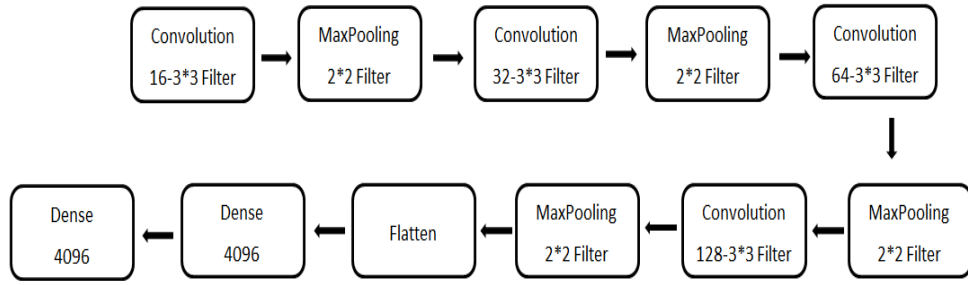 Convolution
16-3*3 Filter
MaxPooling
2*2 Filter
Convolution
32-3*3 Filter
MaxPooling
2*2 Filter
Convolution
64-3*3 Filter
MaxPooling
2*2 Filter
Convolution
128-3*3 Filter
MaxPooling
2*2 Filter
Flatten
Dense
4096
Dense
4096